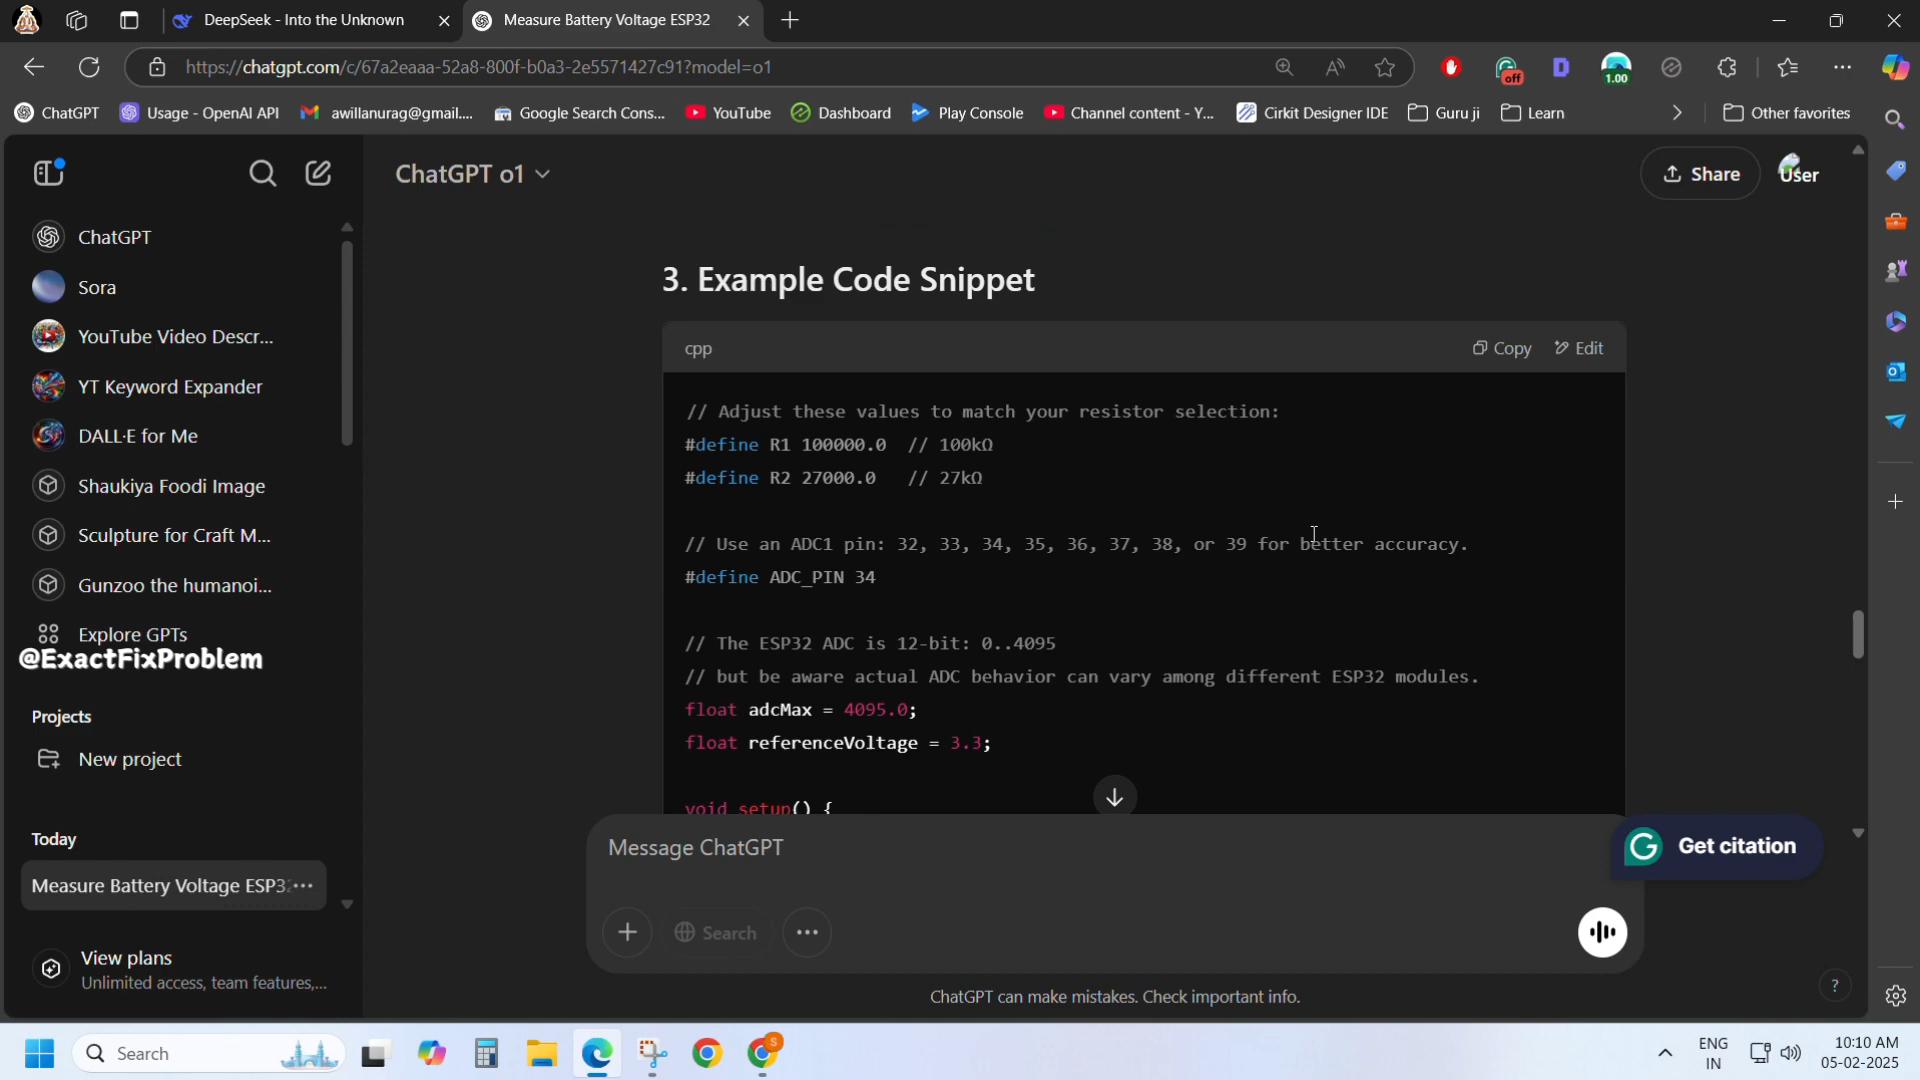 DeepSeek - Into the Unknown
Measure Battery Voltage ESP32
https://chatgpt.com/c/67a2eaaa-52a8-800f-b0a3-2e5571427c91?model=o1
off
D
1.00
ChatGPT
Usage - OpenAI API
awillanurag@gmail....
Google Search Cons...
YouTube
Dashboard
Play Console
Channel content - Y...
Cirkit Designer IDE
Guru ji
Learn
Other favorites
ChatGPT o1
Share
User
ChatGPT
Sora
YouTube Video Descr...
YT Keyword Expander
DALL·E for Me
Shaukiya Foodi Image
Sculpture for Craft M...
Gunzoo the humanoi...
Explore GPTs
@ExactFixProblem
Projects
New project
Today
Measure Battery Voltage ESP32
View plans
Unlimited access, team features,...
3. Example Code Snippet
cpp
Copy
Edit
// Adjust these values to match your resistor selection:
#define R1 100000.0 // 100kΩ
#define R2 27000.0 // 27kΩ
// Use an ADC1 pin: 32, 33, 34, 35, 36, 37, 38, or 39 for better accuracy.
#define ADC_PIN 34
// The ESP32 ADC is 12-bit: 0..4095
// but be aware actual ADC behavior can vary among different ESP32 modules.
float adcMax = 4095.0;
float referenceVoltage = 3.3;
void setup() {
Message ChatGPT
Search
Get citation
ChatGPT can make mistakes. Check important info.
?
Search
S
ENG
IN
10:10 AM
05-02-2025